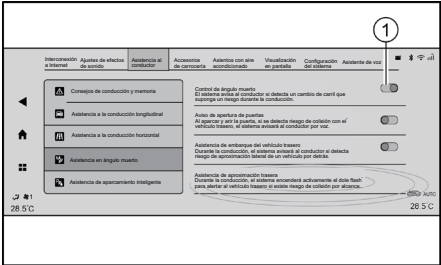 1
Interconexión a Internet
Ajustes de efectos de sonido
Asistencia al conductor
Accesorios de carrocería
Asientos con aire acondicionado
Visualización en pantalla
Configuración del sistema
Asistente de voz
Consejos de conducción y memoria
Asistencia a la conducción longitudinal
Asistencia a la conducción horizontal
Asistencia en ángulo muerto
Asistencia de aparcamiento inteligente
Control de ángulo muerto
El sistema avisa al conductor si detecta un cambio de carril que
suponga un riesgo durante la conducción.
Aviso de apertura de puertas
Al aparcar y arir la puerta, si se detecta riesgo de colisión con el
vehículo trasero, el sistema avisará al conductor por voz.
Asistencia de embarque del vehículo trasero
Durante la conducción, el sistema avisará al conductor si detecta
riesgo de aproximación lateral de un vehículo por detrás.
Asistencia de aproximación trasera
Durante la conducción, el sistema encenderá activamente el dole flash
para alertar al vehículo trasero si existe riesgo de colisión por alcance.
1
28.5°C
AUTO
28.5°C